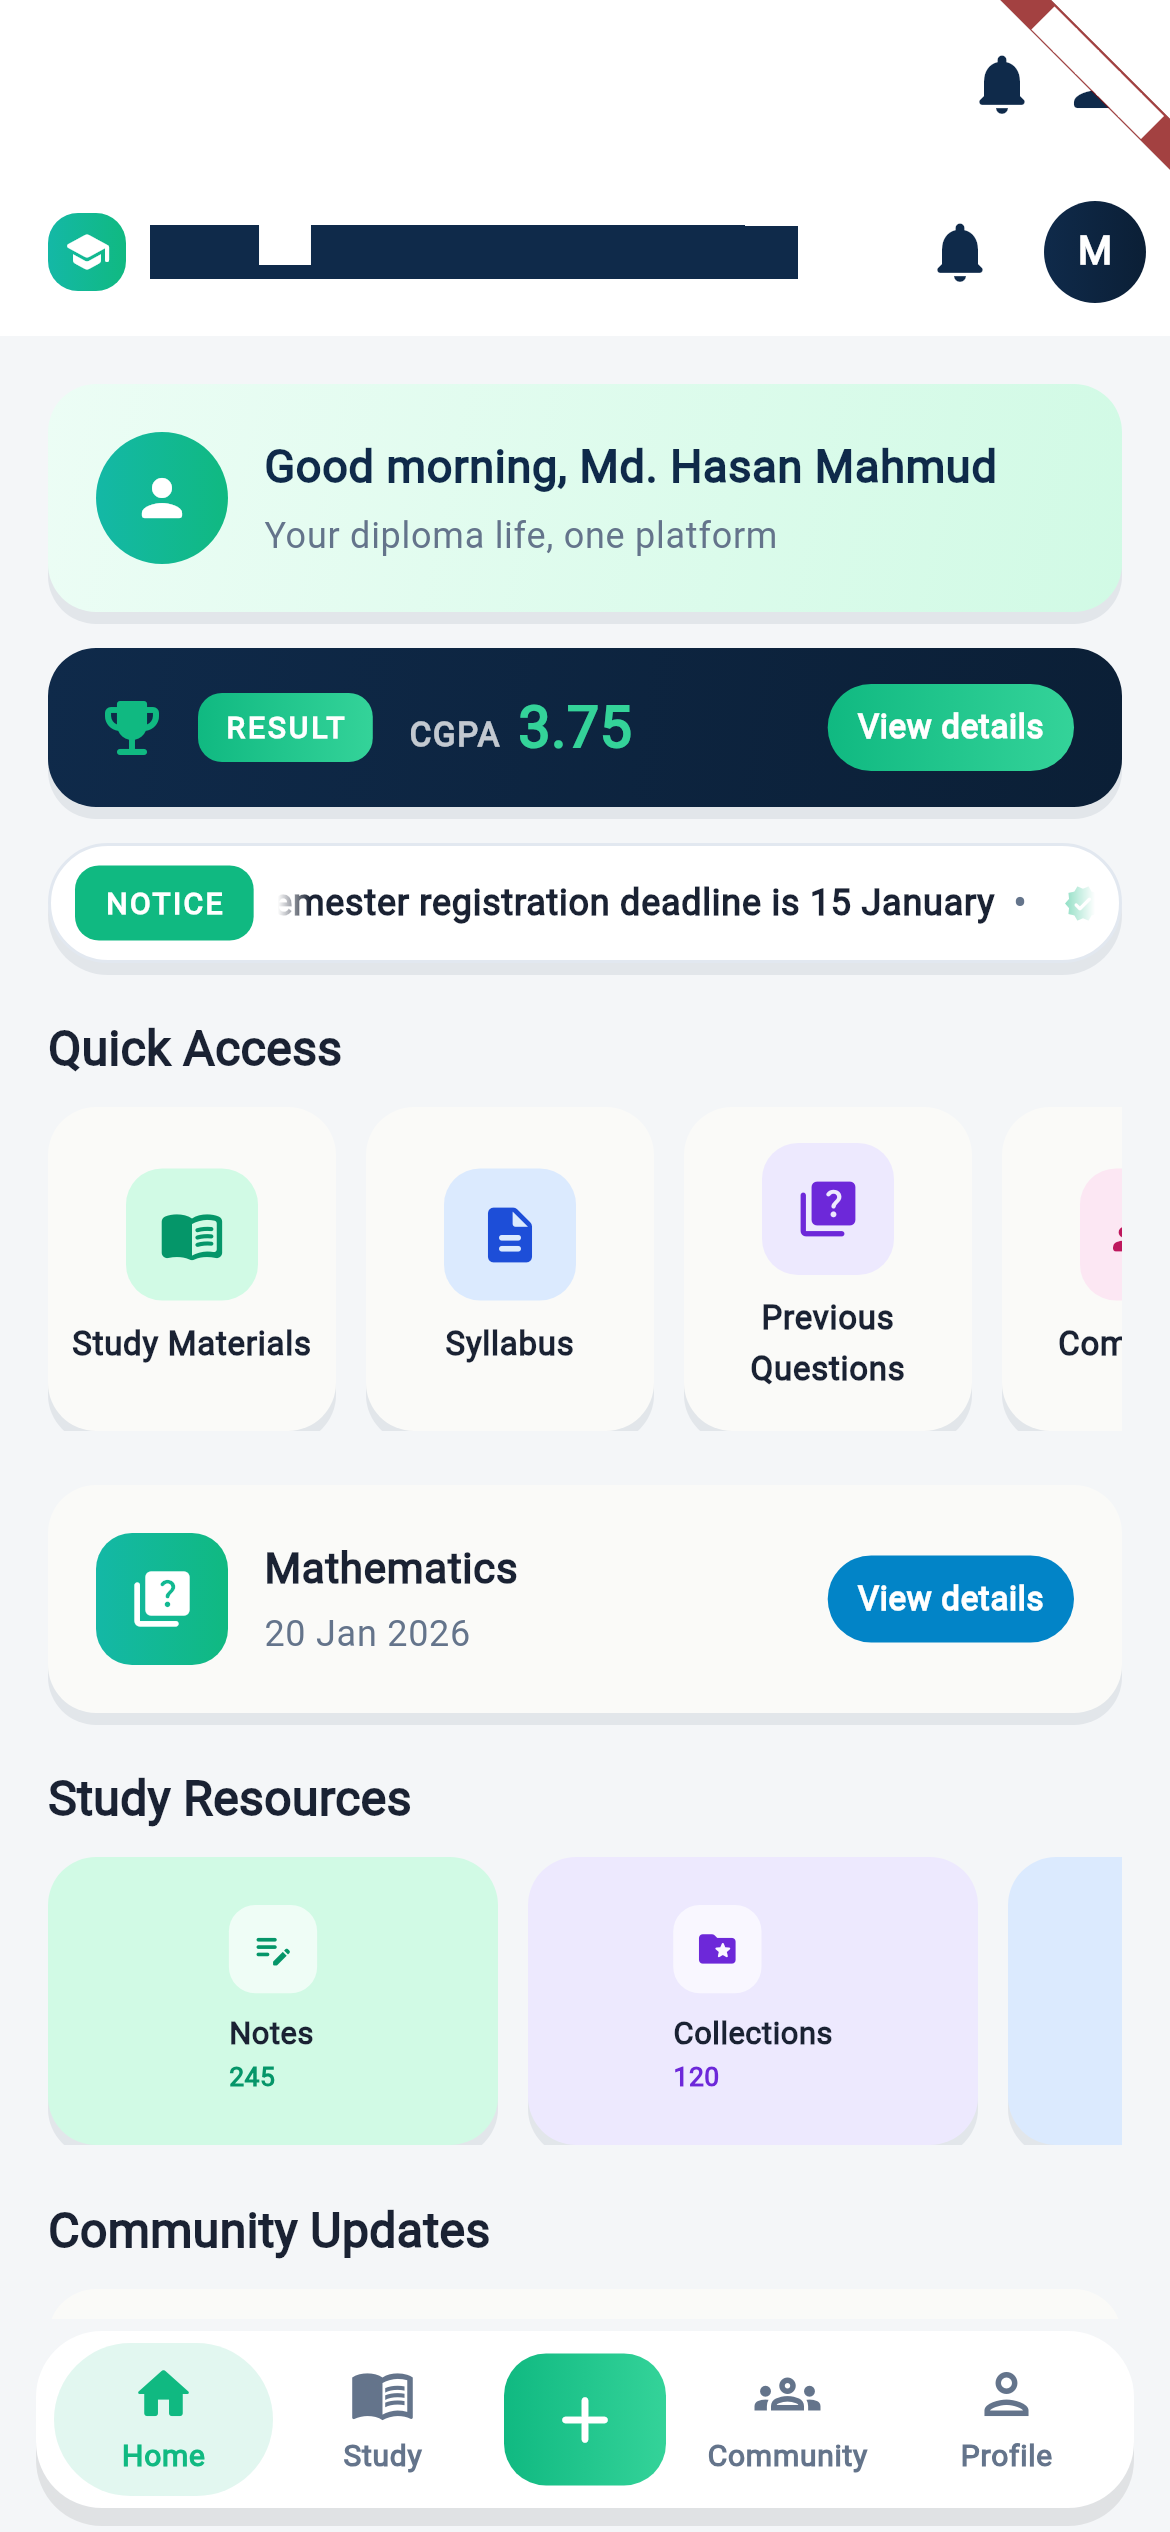 M
Good morning, Md. Hasan Mahmud
Your diploma life, one platform
RESULT
CGPA 3.75
View details
NOTICE
emester registration deadline is 15 January •
Quick Access
Study Materials
Syllabus
Previous
Questions
Com
Mathematics
20 Jan 2026
View details
Study Resources
Notes
245
Collections
120
Community Updates
Home
Study
Community
Profile